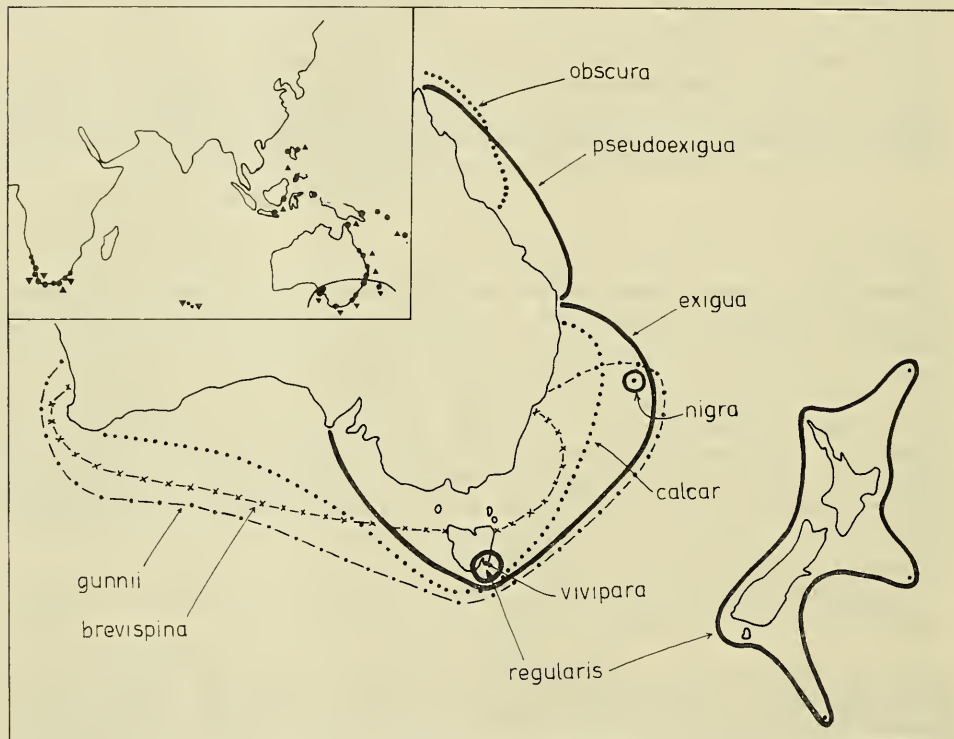 obscura
pseudoexigua
exigua
nigra
calcar
gunnii
brevispina
vivipara
regularis